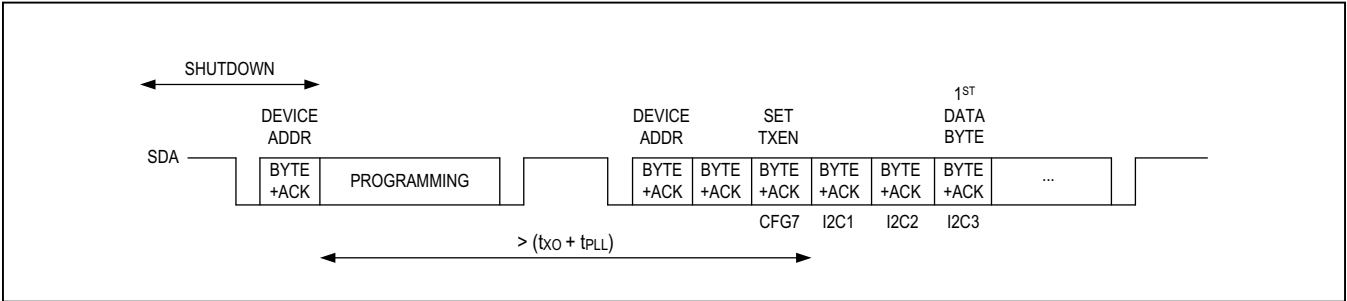 SHUTDOWN
DEVICE
ADDR
DEVICE
ADDR
SET
TXEN
1ST
DATA
BYTE
SDA
BYTE
+ACK
PROGRAMMING
BYTE
+ACK
BYTE
+ACK
BYTE
+ACK
BYTE
+ACK
BYTE
+ACK
BYTE
+ACK
...
CFG7
I2C1
I2C2
I2C3
> (tXO + tPLL)